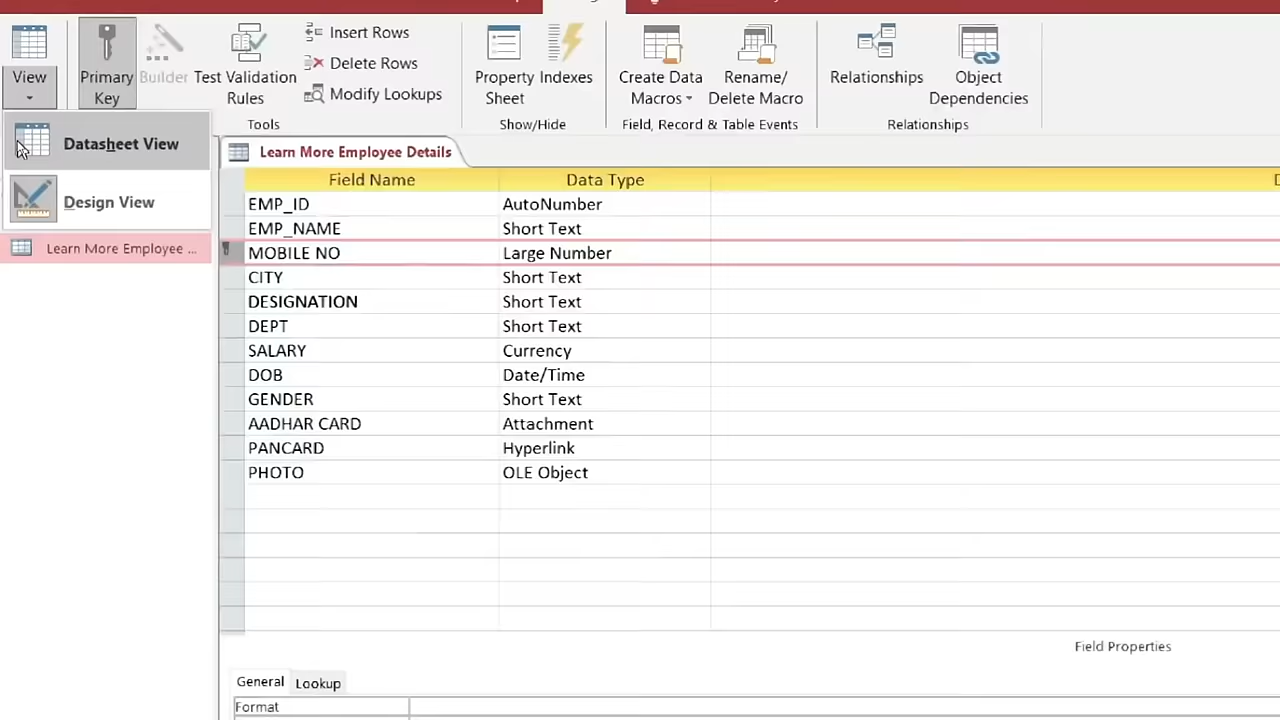 View
Primary
Key
Builder
Test Validation
Rules
Insert Rows
Delete Rows
Modify Lookups
Tools
Property
Sheet
Indexes
Show/Hide
Create Data
Macros
Rename/
Delete Macro
Field, Record & Table Events
Relationships
Object
Dependencies
Relationships
Datasheet View
Design View
Learn More Employee ...
Learn More Employee Details
Field Name Data Type
EMP_ID AutoNumber
EMP_NAME Short Text
MOBILE NO Large Number
CITY Short Text
DESIGNATION Short Text
DEPT Short Text
SALARY Currency
DOB Date/Time
GENDER Short Text
AADHAR CARD Attachment
PANCARD Hyperlink
PHOTO OLE Object
Field Properties
General Lookup
Format